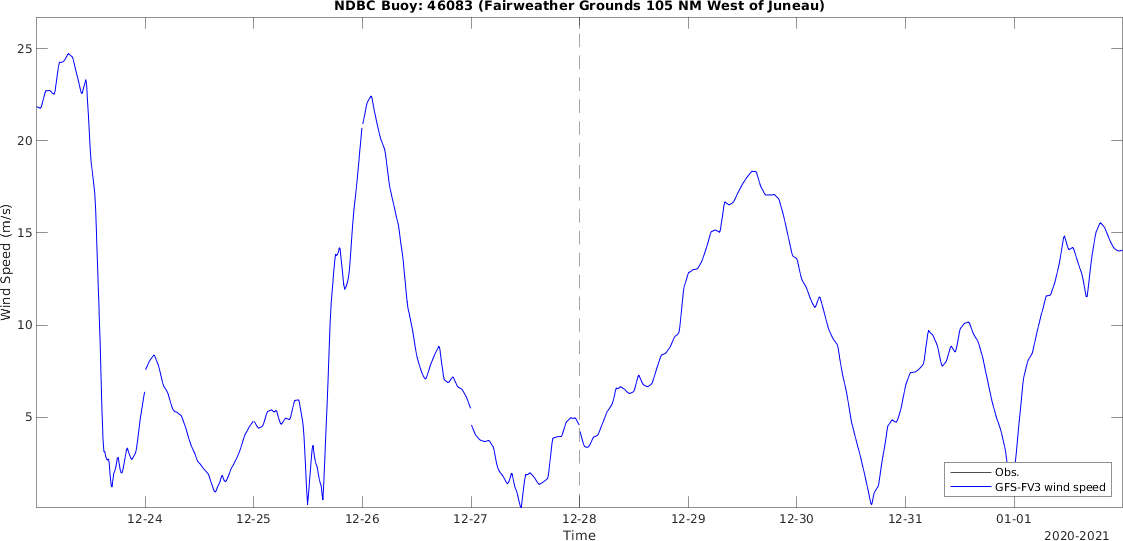 NDBC Buoy: 46083 (Fairweather Grounds 105 NM West of Juneau)
25
20
15
10
5
Wind Speed (m/s)
Obs.
GFS-FV3 wind speed
12-24 12-25 12-26 12-27 12-28 12-29 12-30 12-31 01-01
Time
2020-2021